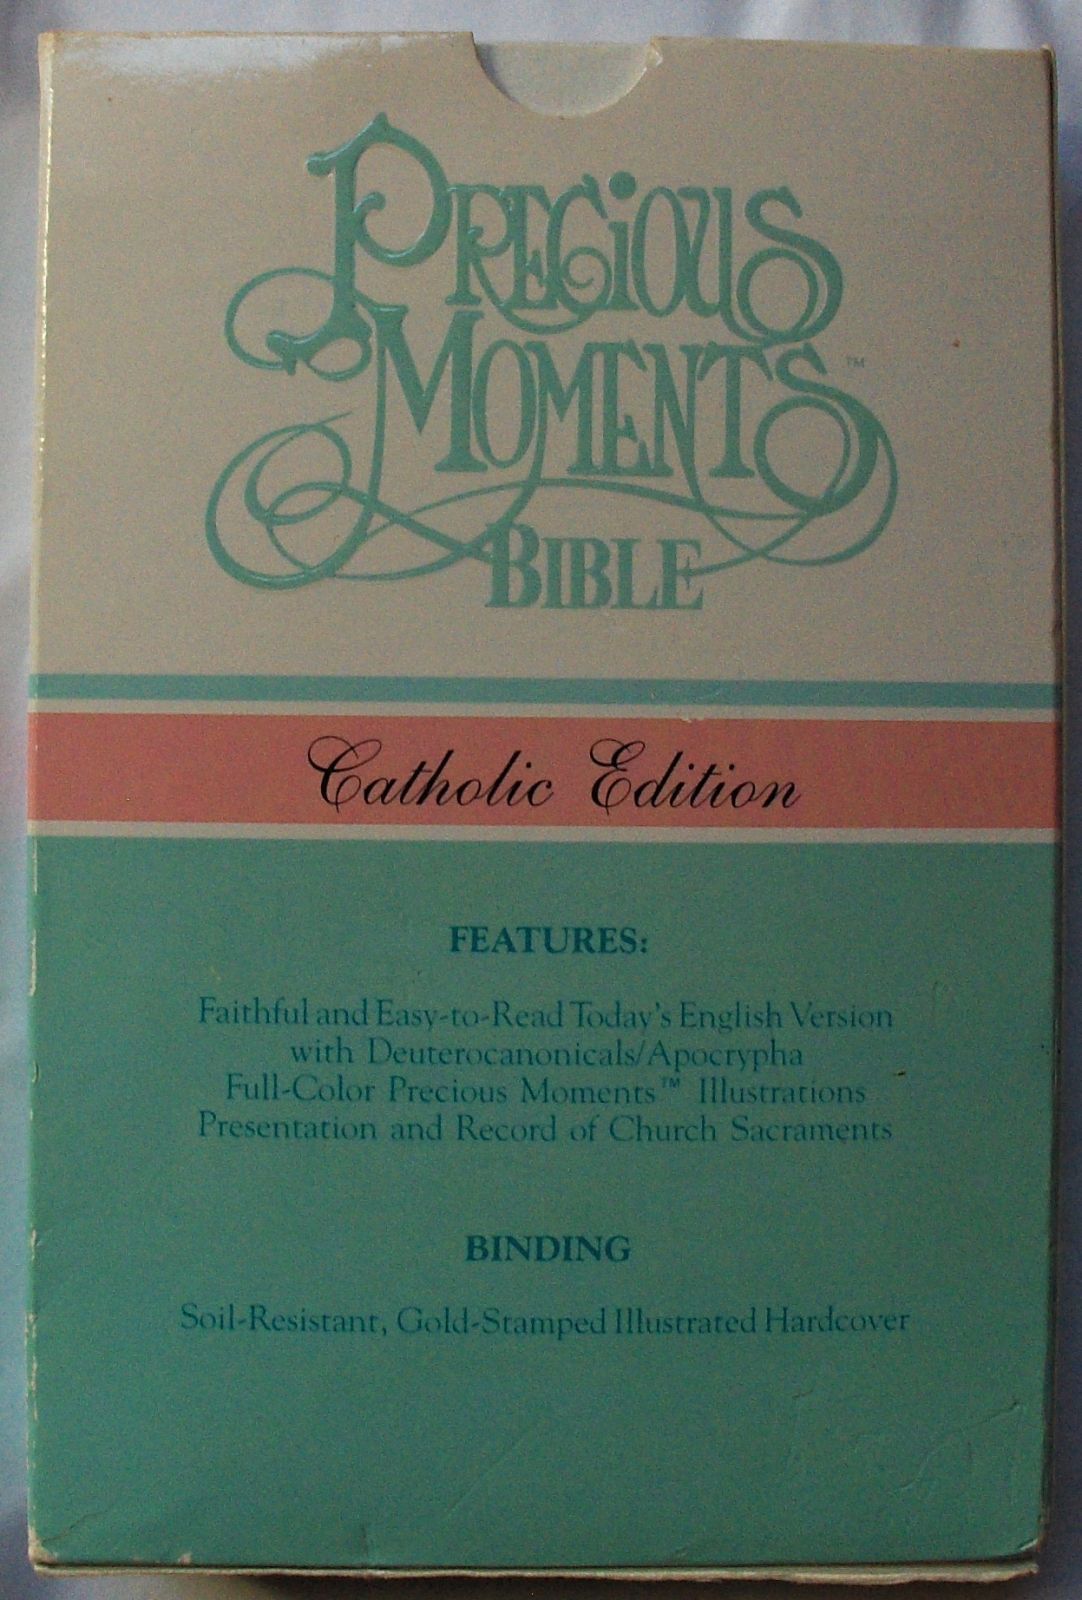 PRECiOUS
MOMENTS™
BIBLE
Catholic Edition
FEATURES:
Faithful and Easy-to-Read Today's English Version
with Deuterocanonicals/Apocrypha
Full-Color Precious Moments™ Illustrations
Presentation and Record of Church Sacraments
BINDING
Soil-Resistant, Gold-Stamped Illustrated Hardcover